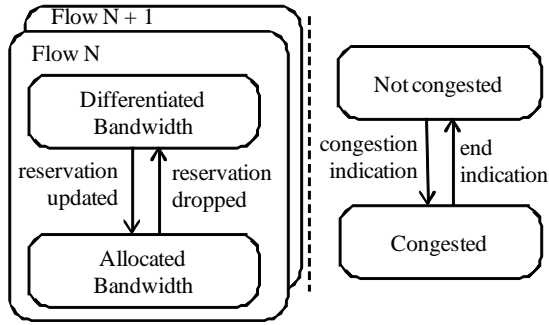 Flow N + 1
Flow N
Differentiated
Bandwidth
reservation
updated
reservation
dropped
Allocated
Bandwidth
Not congested
congestion
indication
end
indication
Congested